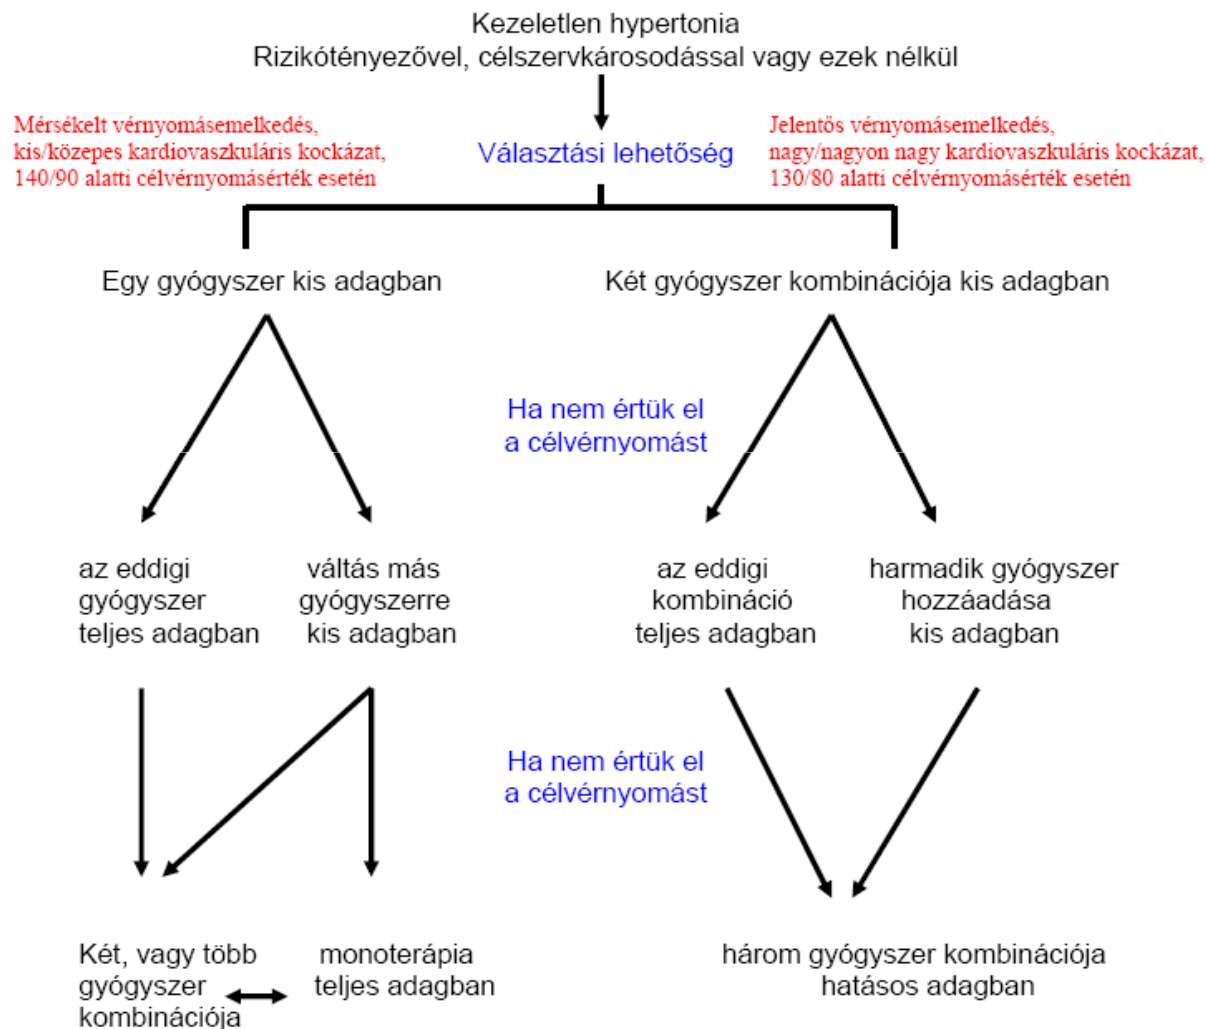 Kezeletlen hypertonia
Rizikótényezővel, célszervkárosodással vagy ezek nélkül
Mérsékelt vérnyomásemelkedés,
kis/közepes kardiovaszkuláris kockázat,
140/90 alatti célvérnyomásérték esetén
Választási lehetőség
Jelentős vérnyomásemelkedés,
nagy/nagyon nagy kardiovaszkuláris kockázat,
130/80 alatti célvérnyomásérték esetén
Egy gyógyszer kis adagban
Két gyógyszer kombinációja kis adagban
Ha nem értük el
a célvérnyomást
az eddigi
gyógyszer
teljes adagban
váltás más
gyógyszerre
kis adagban
az eddigi
kombináció
teljes adagban
harmadik gyógyszer
hozzáadása
kis adagban
Ha nem értük el
a célvérnyomást
Két, vagy több
gyógyszer
kombinációja
monoterápia
teljes adagban
három gyógyszer kombinációja
hatásos adagban